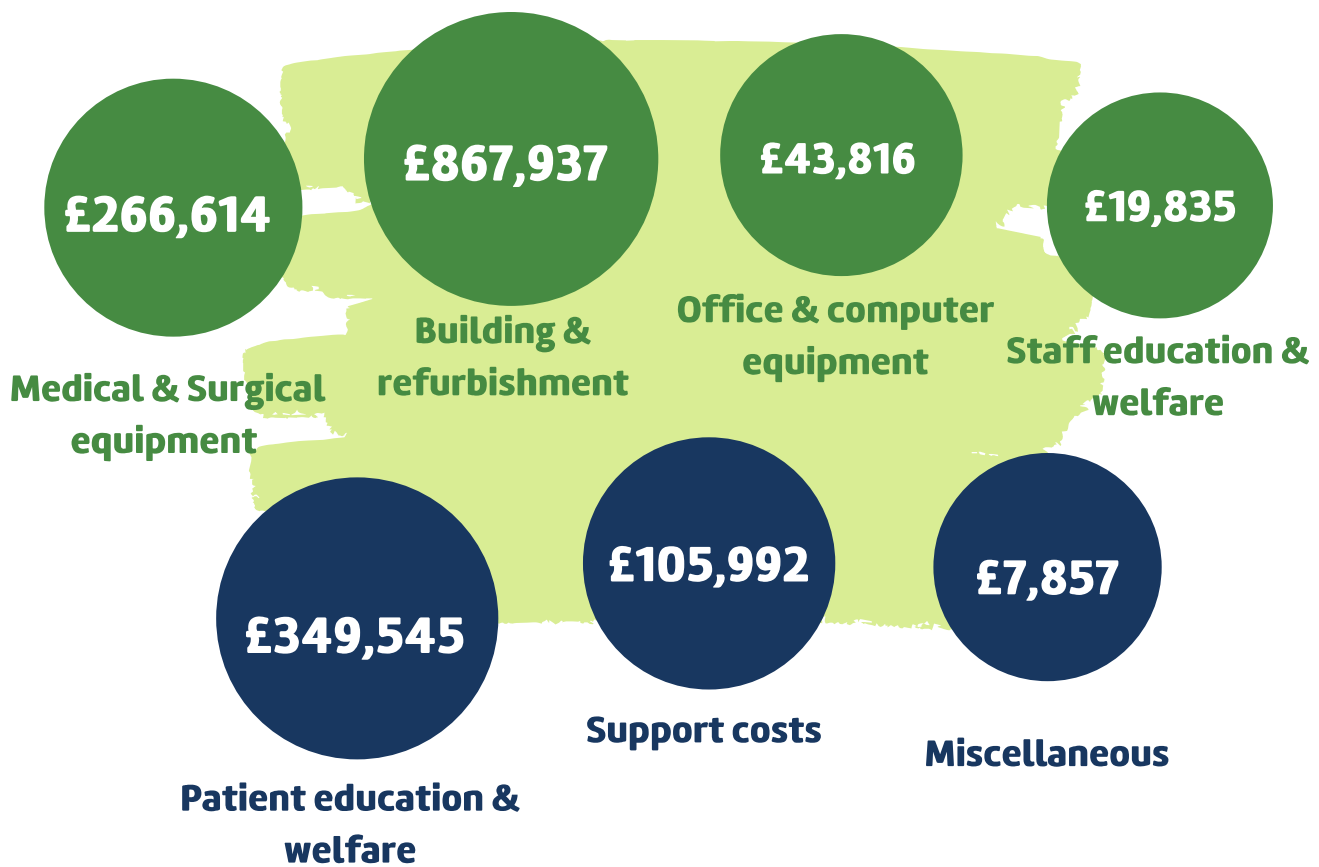 £266,614
Medical & Surgical
equipment
£867,937
Building &
refurbishment
£43,816
Office & computer
equipment
£19,835
Staff education &
welfare
£349,545
Patient education &
welfare
£105,992
Support costs
£7,857
Miscellaneous